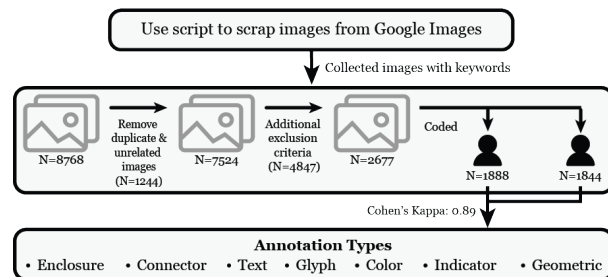 Use script to scrap images from Google Images
Collected images with keywords
N=8768
Remove
duplicate &
unrelated
images
(N=1244)
N=7524
Additional
exclusion
criteria
(N=4847)
N=2677
Coded
N=1888
N=1844
Cohen's Kappa: 0.89
Annotation Types
• Enclosure • Connector • Text • Glyph • Color • Indicator • Geometric